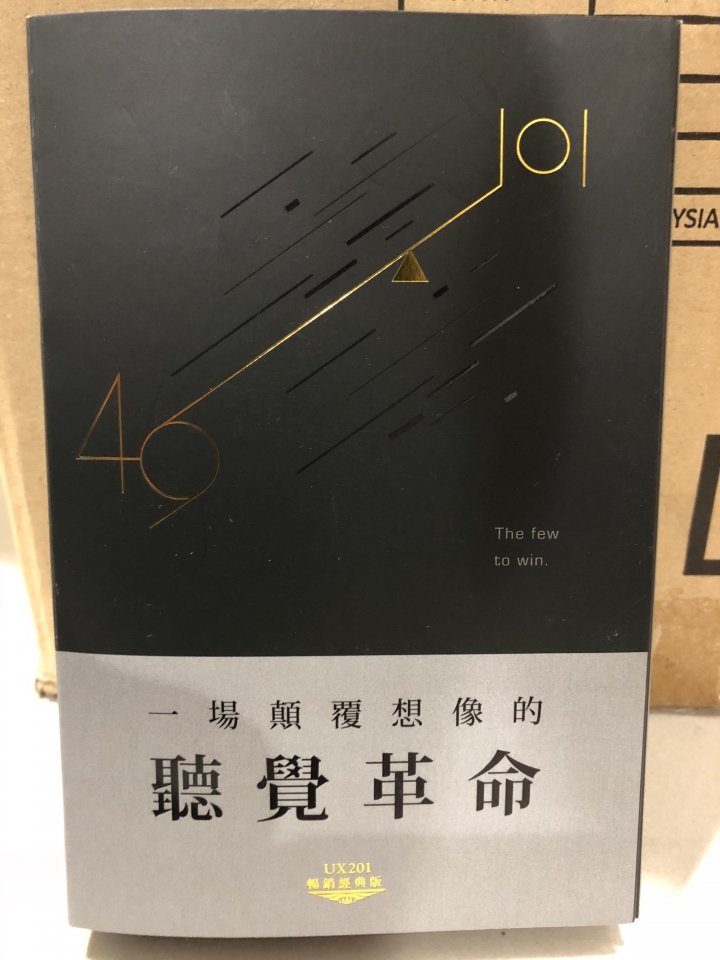 101
YSIA
49
The few
to win.
一場顛覆想像的
聽覺革命
UX201
暢銷經典版